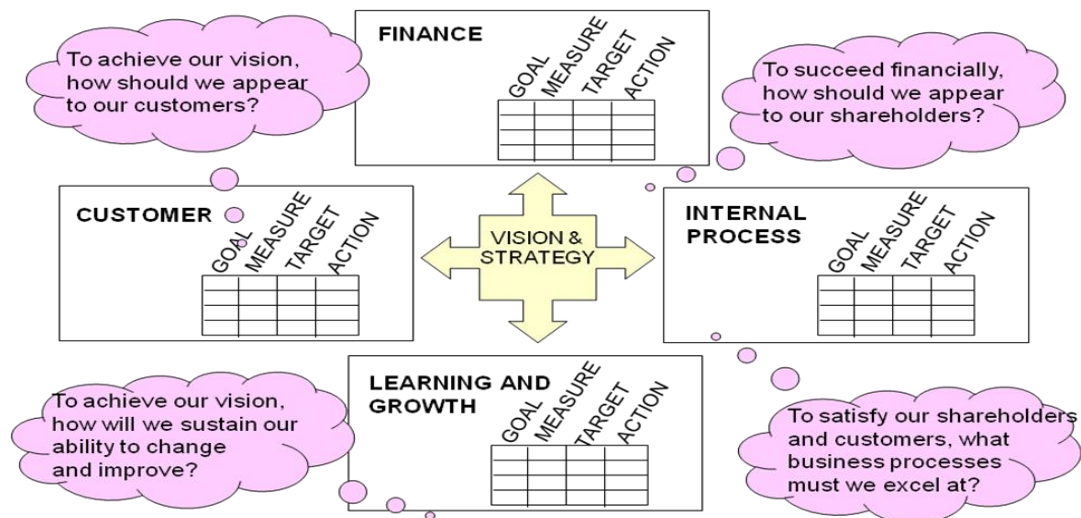 FINANCE
GOAL
MEASURE
TARGET
ACTION
To achieve our vision,
how should we appear
to our customers?
To succeed financially,
how should we appear
to our shareholders?
CUSTOMER
GOAL
MEASURE
TARGET
ACTION
VISION &
STRATEGY
INTERNAL
PROCESS
GOAL
MEASURE
TARGET
ACTION
To achieve our vision,
how will we sustain our
ability to change
and improve?
LEARNING AND
GROWTH
GOAL
MEASURE
TARGET
ACTION
To satisfy our shareholders
and customers, what
business processes
must we excel at?